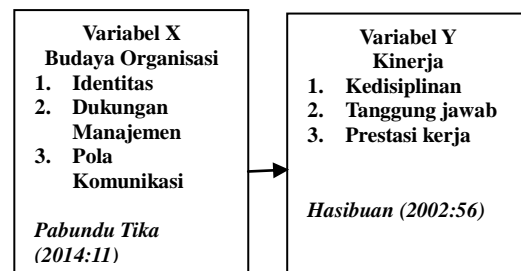 Variabel X
Budaya Organisasi
1. Identitas
2. Dukungan
Manajemen
3. Pola
Komunikasi
Pabundu Tika
(2014:11)
Variabel Y
Kinerja
1. Kedisiplinan
2. Tanggung jawab
3. Prestasi kerja
Hasibuan (2002:56)